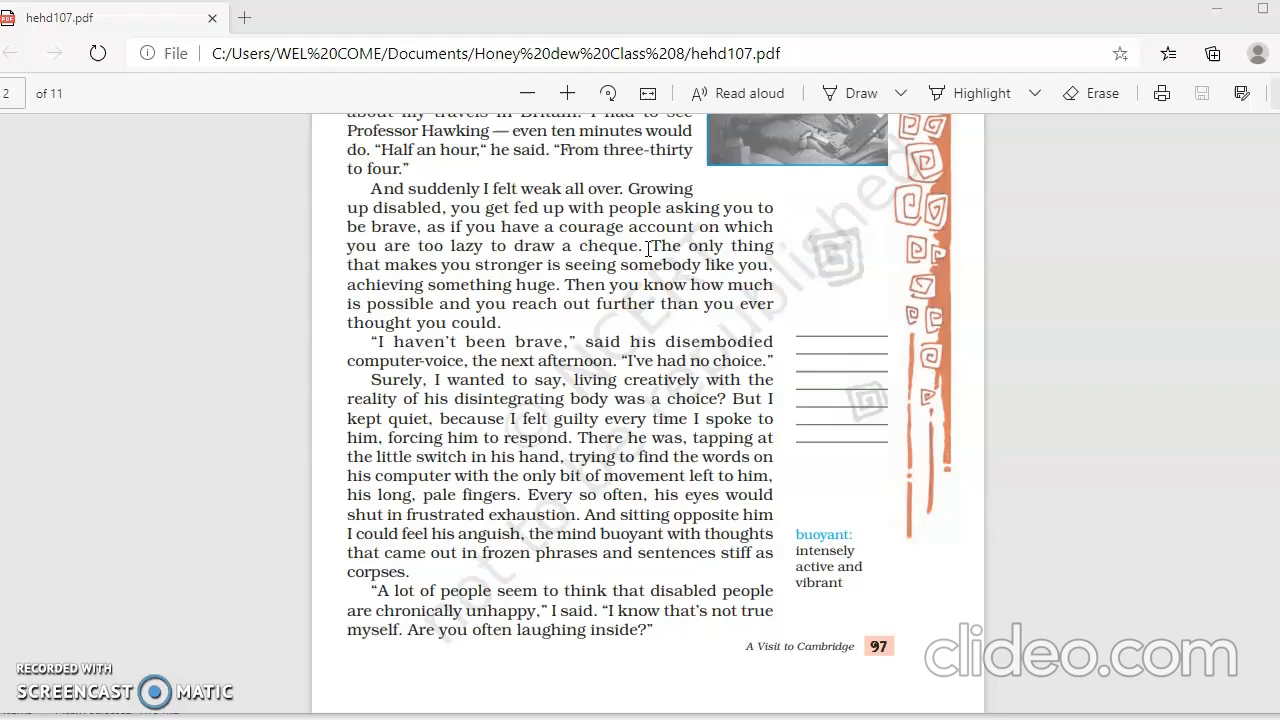 hehd107.pdf
File C:/Users/WEL%20COME/Documents/Honey%20dew%20Class%208/hehd107.pdf
2 of 11 Read aloud Draw Highlight Erase
about my travels in Britain. I had to see
Professor Hawking — even ten minutes would
do. “Half an hour,“ he said. “From three-thirty
to four.”
And suddenly I felt weak all over. Growing
up disabled, you get fed up with people asking you to
be brave, as if you have a courage account on which
you are too lazy to draw a cheque. The only thing
that makes you stronger is seeing somebody like you,
achieving something huge. Then you know how much
is possible and you reach out further than you ever
thought you could.
“I haven’t been brave,” said his disembodied
computer-voice, the next afternoon. “I’ve had no choice.”
Surely, I wanted to say, living creatively with the
reality of his disintegrating body was a choice? But I
kept quiet, because I felt guilty every time I spoke to
him, forcing him to respond. There he was, tapping at
the little switch in his hand, trying to find the words on
his computer with the only bit of movement left to him,
his long, pale fingers. Every so often, his eyes would
shut in frustrated exhaustion. And sitting opposite him
I could feel his anguish, the mind buoyant with thoughts
that came out in frozen phrases and sentences stiff as
corpses.
“A lot of people seem to think that disabled people
are chronically unhappy,” I said. “I know that’s not true
myself. Are you often laughing inside?”
buoyant:
intensely
active and
vibrant
A Visit to Cambridge 97
© NCERT
not to be republished
RECORDED WITH
SCREENCAST MATIC
clideo.com